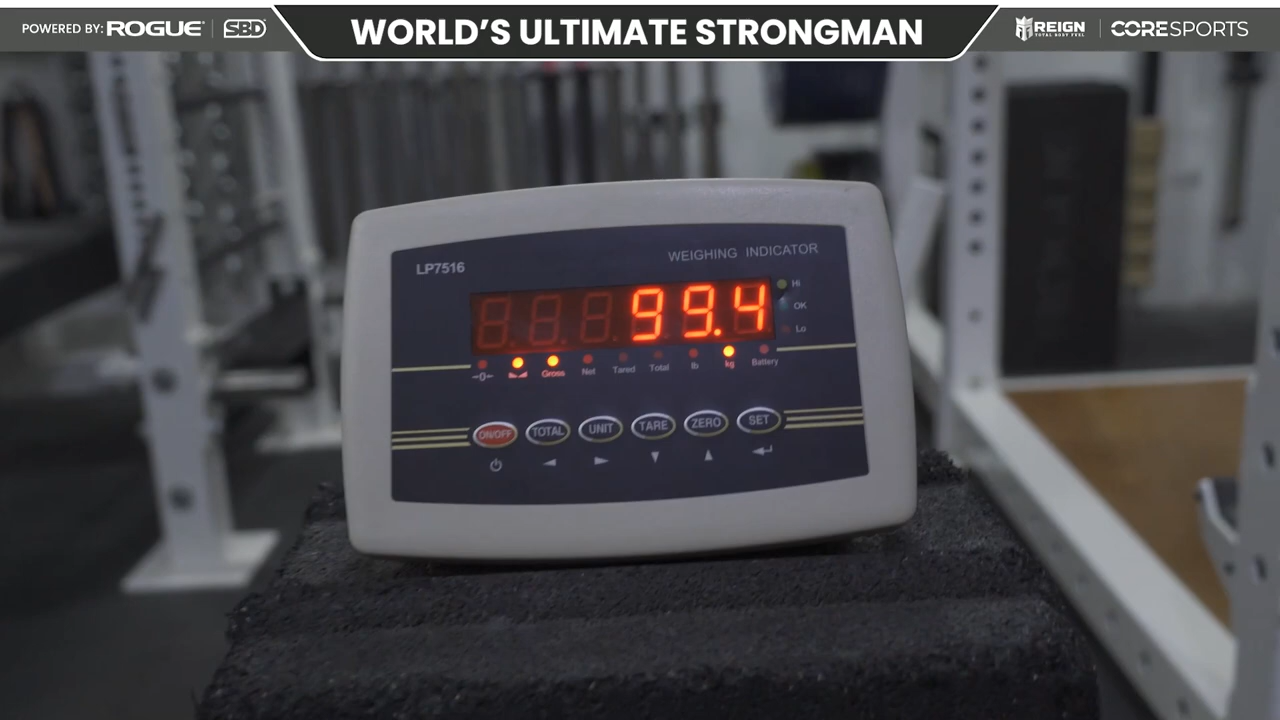 POWERED BY: ROGUE SBD
WORLD'S ULTIMATE STRONGMAN
REIGN TOTAL BODY FUEL CORESPORTS
LP7516
WEIGHING INDICATOR
99.4
Hi
OK
Lo
→0← Gross Net Tared Total lb kg Battery
ON/OFF TOTAL UNIT TARE ZERO SET